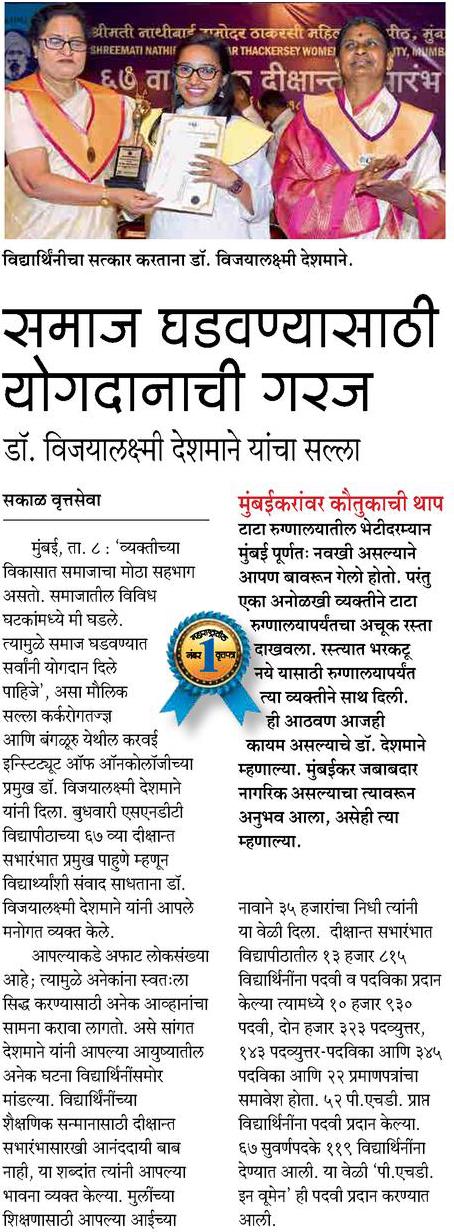 श्रीमती नाथीबाई दामोदर ठाकरसी महिला विद्यापीठ, मुंबई
SHREEMATI NATHIBAI DAMODAR THACKERSEY WOMEN'S UNIVERSITY, MUMBAI
६७ वा दीक्षान्त समारंभ
विद्यार्थिनीचा सत्कार करताना डॉ. विजयालक्ष्मी देशमाने.
समाज घडवण्यासाठी
योगदानाची गरज
डॉ. विजयालक्ष्मी देशमाने यांचा सल्ला
सकाळ वृत्तसेवा
मुंबई, ता. ८ : ‘व्यक्तीच्या
विकासात समाजाचा मोठा सहभाग
असतो. समाजातील विविध
घटकांमध्ये मी घडले.
त्यामुळे समाज घडवण्यात
सर्वांनी योगदान दिले
पाहिजे’, असा मौलिक
सल्ला कर्करोगतज्ज्ञ
आणि बंगळूरु येथील करवई
इन्स्टिट्यूट ऑफ ऑनकोलॉजीच्या
प्रमुख डॉ. विजयालक्ष्मी देशमाने
यांनी दिला. बुधवारी एसएनडीटी
विद्यापीठाच्या ६७ व्या दीक्षान्त
सभारंभात प्रमुख पाहुणे म्हणून
विद्यार्थ्यांशी संवाद साधताना डॉ.
विजयालक्ष्मी देशमाने यांनी आपले
मनोगत व्यक्त केले.
आपल्याकडे अफाट लोकसंख्या
आहे; त्यामुळे अनेकांना स्वतःला
सिद्ध करण्यासाठी अनेक आव्हानांचा
सामना करावा लागतो. असे सांगत
देशमाने यांनी आपल्या आयुष्यातील
अनेक घटना विद्यार्थिनींसमोर
मांडल्या. विद्यार्थिनींच्या
शैक्षणिक सन्मानासाठी दीक्षान्त
सभारंभासारखी आनंददायी बाब
नाही, या शब्दांत त्यांनी आपल्या
भावना व्यक्त केल्या. मुलींच्या
शिक्षणासाठी आपल्या आईच्या
मुंबईकरांवर कौतुकाची थाप
टाटा रुग्णालयातील भेटीदरम्यान
मुंबई पूर्णतः नवखी असल्याने
आपण बावरून गेलो होतो. परंतु
एका अनोळखी व्यक्तीने टाटा
रुग्णालयापर्यंतचा अचूक रस्ता
दाखवला. रस्त्यात भरकटू
नये यासाठी रुग्णालयापर्यंत
त्या व्यक्तीने साथ दिली.
ही आठवण आजही
कायम असल्याचे डॉ. देशमाने
म्हणाल्या. मुंबईकर जबाबदार
नागरिक असल्याचा त्यावरून
अनुभव आला, असेही त्या
म्हणाल्या.
महाराष्ट्रातील
नंबर 1 वृत्तपत्र
नावाने ३५ हजारांचा निधी त्यांनी
या वेळी दिला. दीक्षान्त सभारंभात
विद्यापीठातील १३ हजार ८१५
विद्यार्थिनींना पदवी व पदविका प्रदान
केल्या त्यामध्ये १० हजार ९३०
पदवी, दोन हजार ३२३ पदव्युत्तर,
१४३ पदव्युत्तर-पदविका आणि ३४५
पदविका आणि २२ प्रमाणपत्रांचा
समावेश होता. ५२ पी.एचडी. प्राप्त
विद्यार्थिनींना पदवी प्रदान केल्या.
६७ सुवर्णपदके ११९ विद्यार्थिनींना
देण्यात आली. या वेळी ‘पी.एचडी.
इन वूमेन’ ही पदवी प्रदान करण्यात
आली.